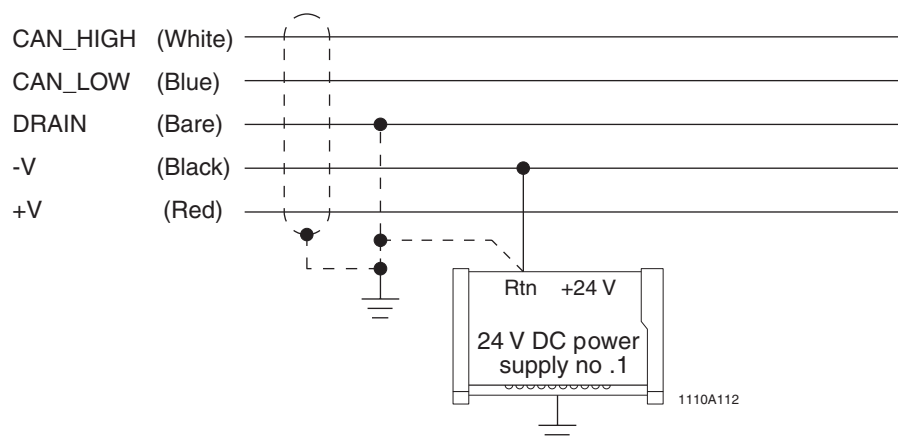 CAN_HIGH (White)
CAN_LOW (Blue)
DRAIN (Bare)
-V (Black)
+V (Red)
Rtn +24 V
24 V DC power
supply no .1
1110A112